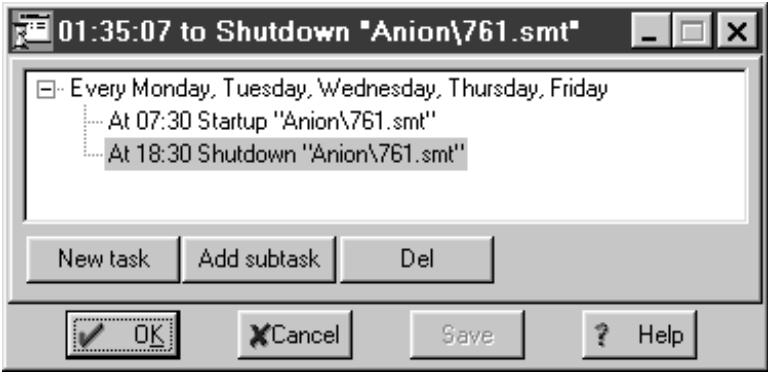 01:35:07 to Shutdown "Anion\761.smt"
Every Monday, Tuesday, Wednesday, Thursday, Friday
At 07:30 Startup "Anion\761.smt"
At 18:30 Shutdown "Anion\761.smt"
New task Add subtask Del
OK Cancel Save ? Help